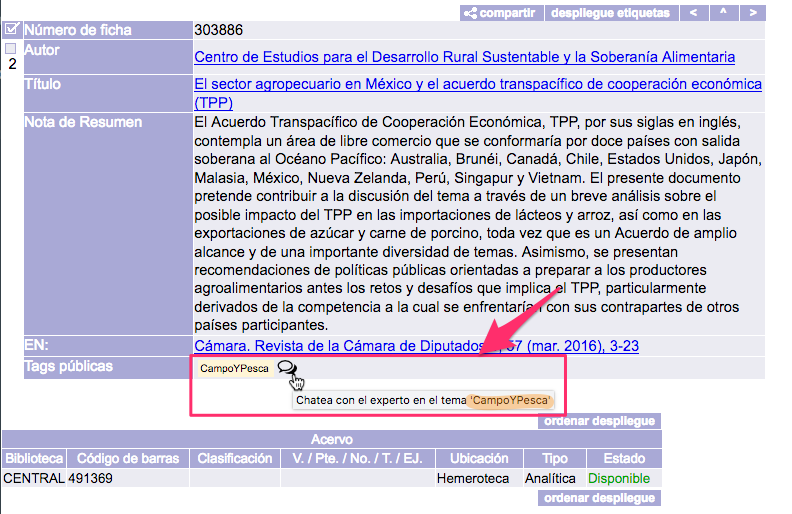 compartir despliegue etiquetas < ^ >
Número de ficha 303886
2 Autor Centro de Estudios para el Desarrollo Rural Sustentable y la Soberanía Alimentaria
Título El sector agropecuario en México y el acuerdo transpacífico de cooperación económica
(TPP)
Nota de Resumen El Acuerdo Transpacífico de Cooperación Económica, TPP, por sus siglas en inglés,
contempla un área de libre comercio que se conformaría por doce países con salida
soberana al Océano Pacífico: Australia, Brunéi, Canadá, Chile, Estados Unidos, Japón,
Malasia, México, Nueva Zelanda, Perú, Singapur y Vietnam. El presente documento
pretende contribuir a la discusión del tema a través de un breve análisis sobre el
posible impacto del TPP en las importaciones de lácteos y arroz, así como en las
exportaciones de azúcar y carne de porcino, toda vez que es un Acuerdo de amplio
alcance y de una importante diversidad de temas. Asimismo, se presentan
recomendaciones de políticas públicas orientadas a preparar a los productores
agroalimentarios antes los retos y desafíos que implica el TPP, particularmente
derivados de la competencia a la cual se enfrentarían con sus contrapartes de otros
países participantes.
EN: Cámara. Revista de la Cámara de Diputados 57 (mar. 2016), 3-23
Tags públicas CampoYPesca
Chatea con el experto en el tema 'CampoYPesca'
ordenar despliegue
Acervo
Biblioteca Código de barras Clasificación V. / Pte. / No. / T. / EJ. Ubicación Tipo Estado
CENTRAL 491369 Hemeroteca Analítica Disponible
ordenar despliegue